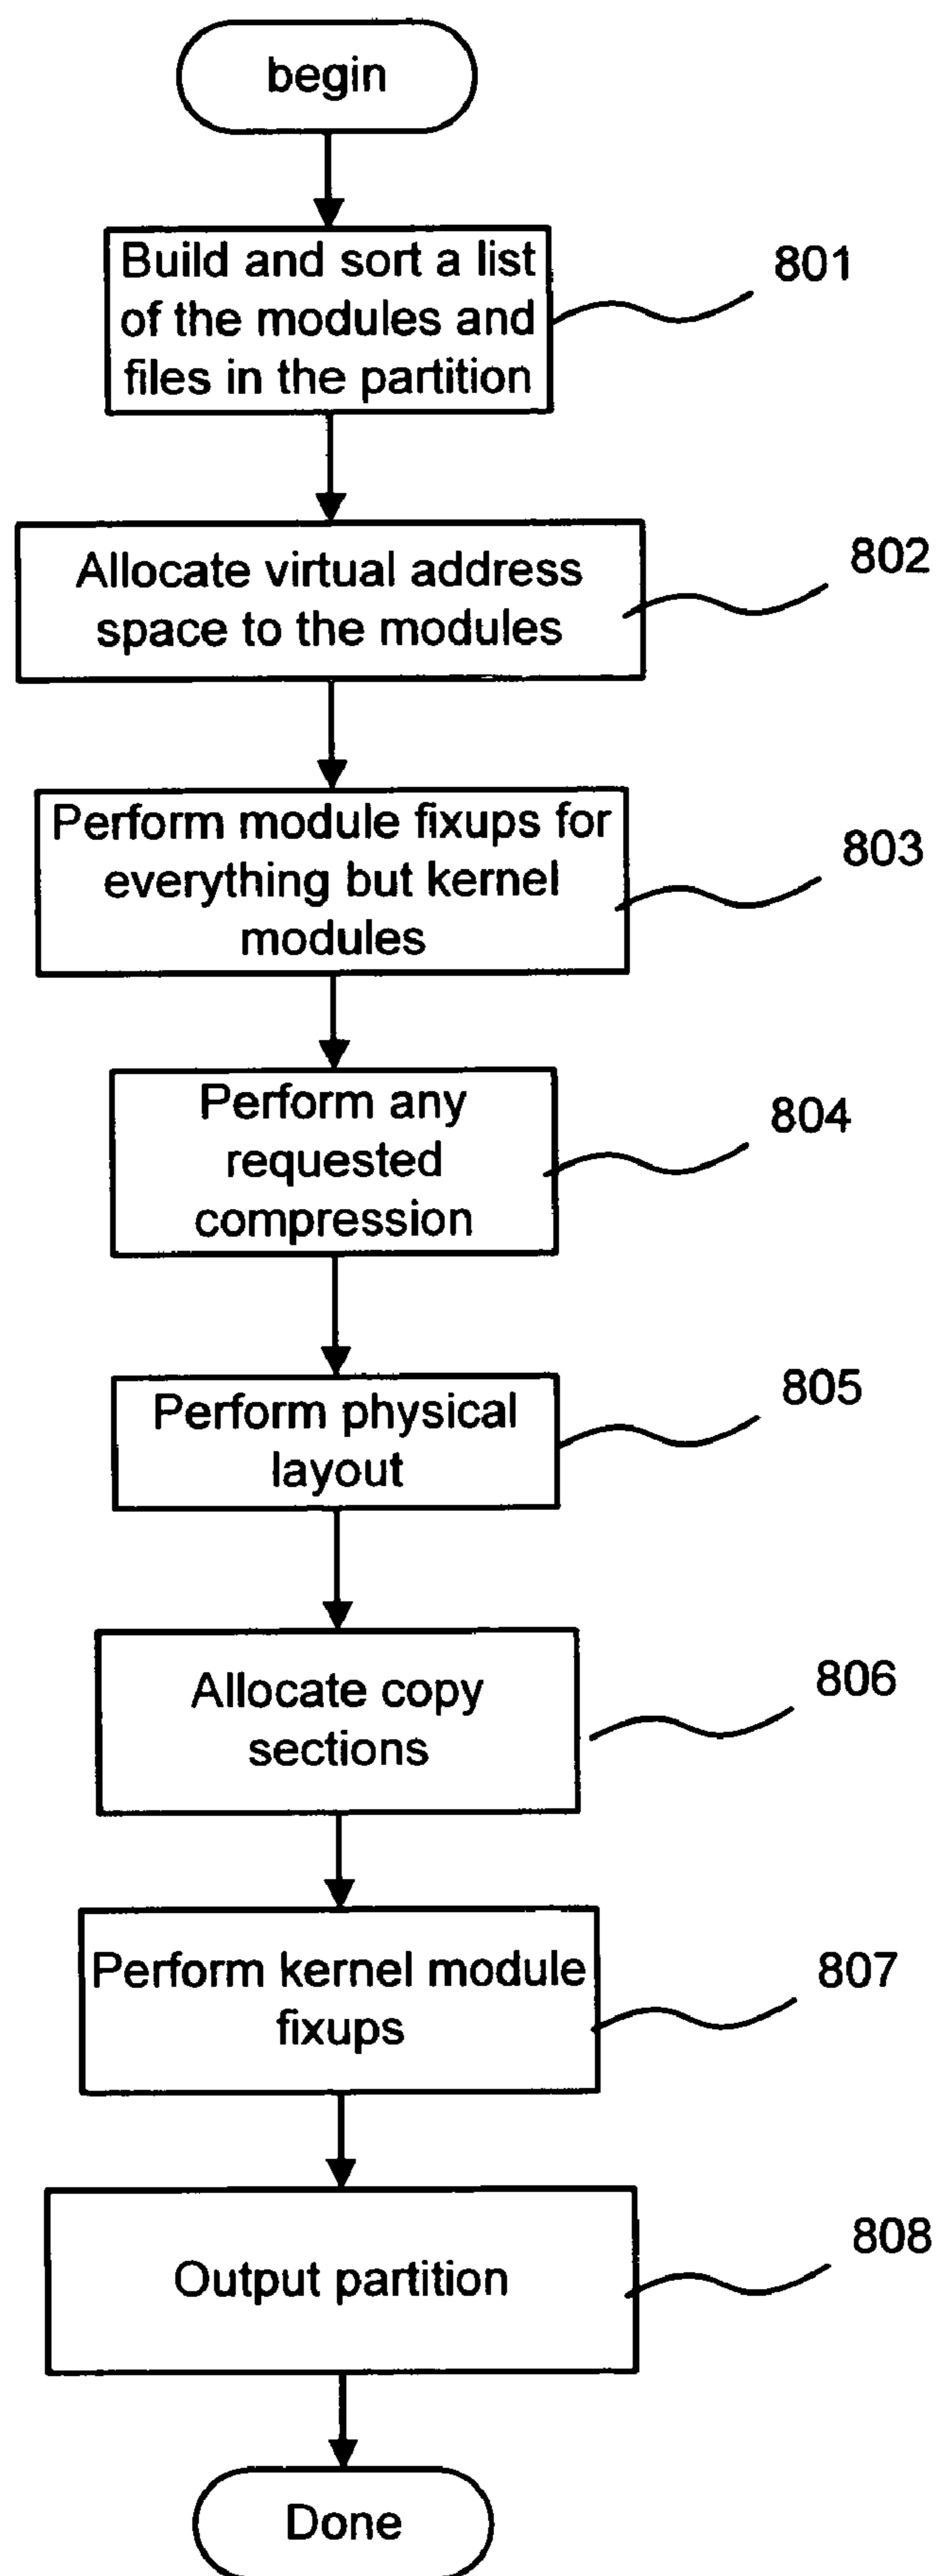 begin
Build and sort a list
of the modules and
files in the partition
801
Allocate virtual address
space to the modules
802
Perform module fixups for
everything but kernel
modules
803
Perform any
requested
compression
804
Perform physical
layout
805
Allocate copy
sections
806
Perform kernel module
fixups
807
Output partition
808
Done